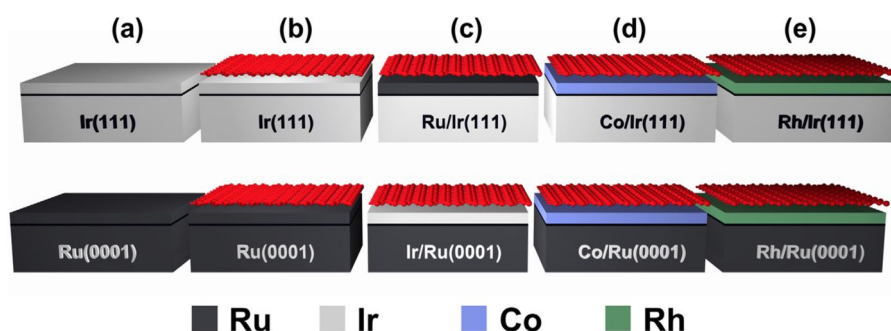 (a) (b) (c) (d) (e)
Ir(111) Ir(111) Ru/Ir(111) Co/Ir(111) Rh/Ir(111)
Ru(0001) Ru(0001) Ir/Ru(0001) Co/Ru(0001) Rh/Ru(0001)
Ru Ir Co Rh